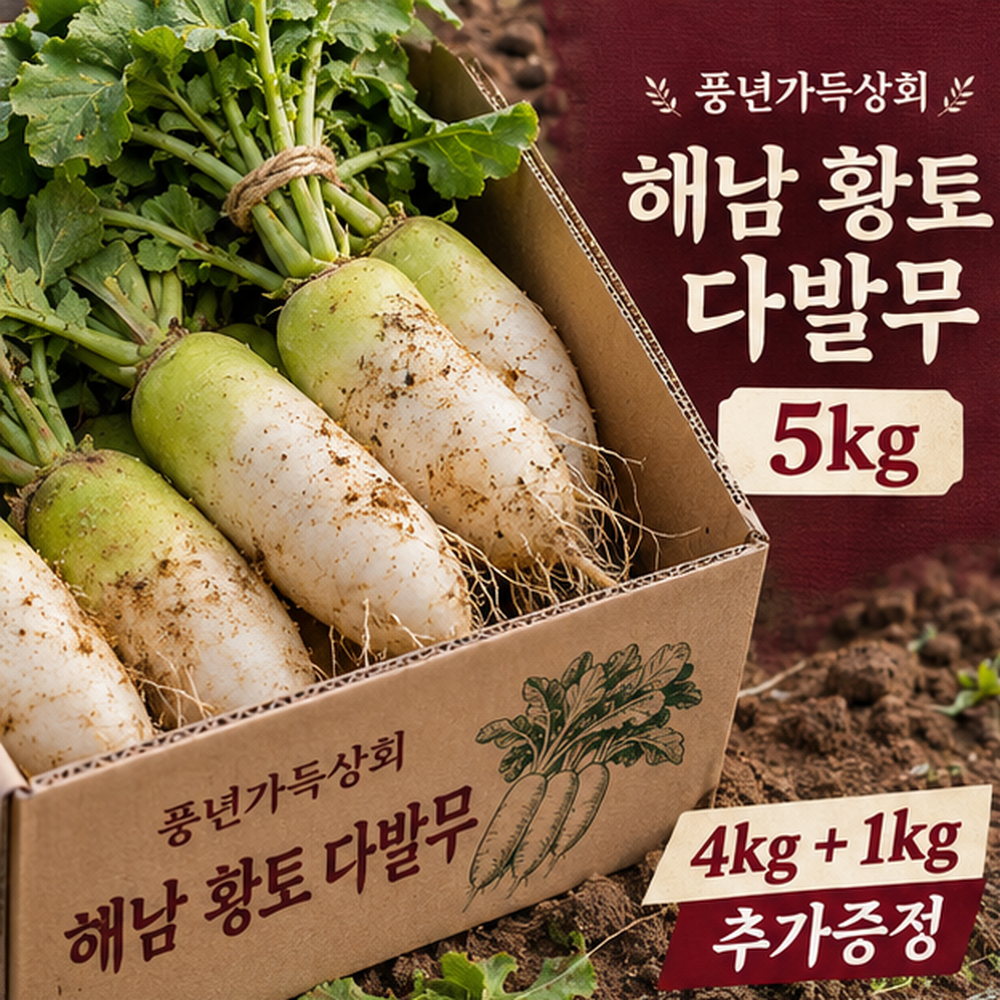 풍년가득상회
해남 황토
다발무
5kg
풍년가득상회
해남 황토 다발무
4kg + 1kg
추가증정